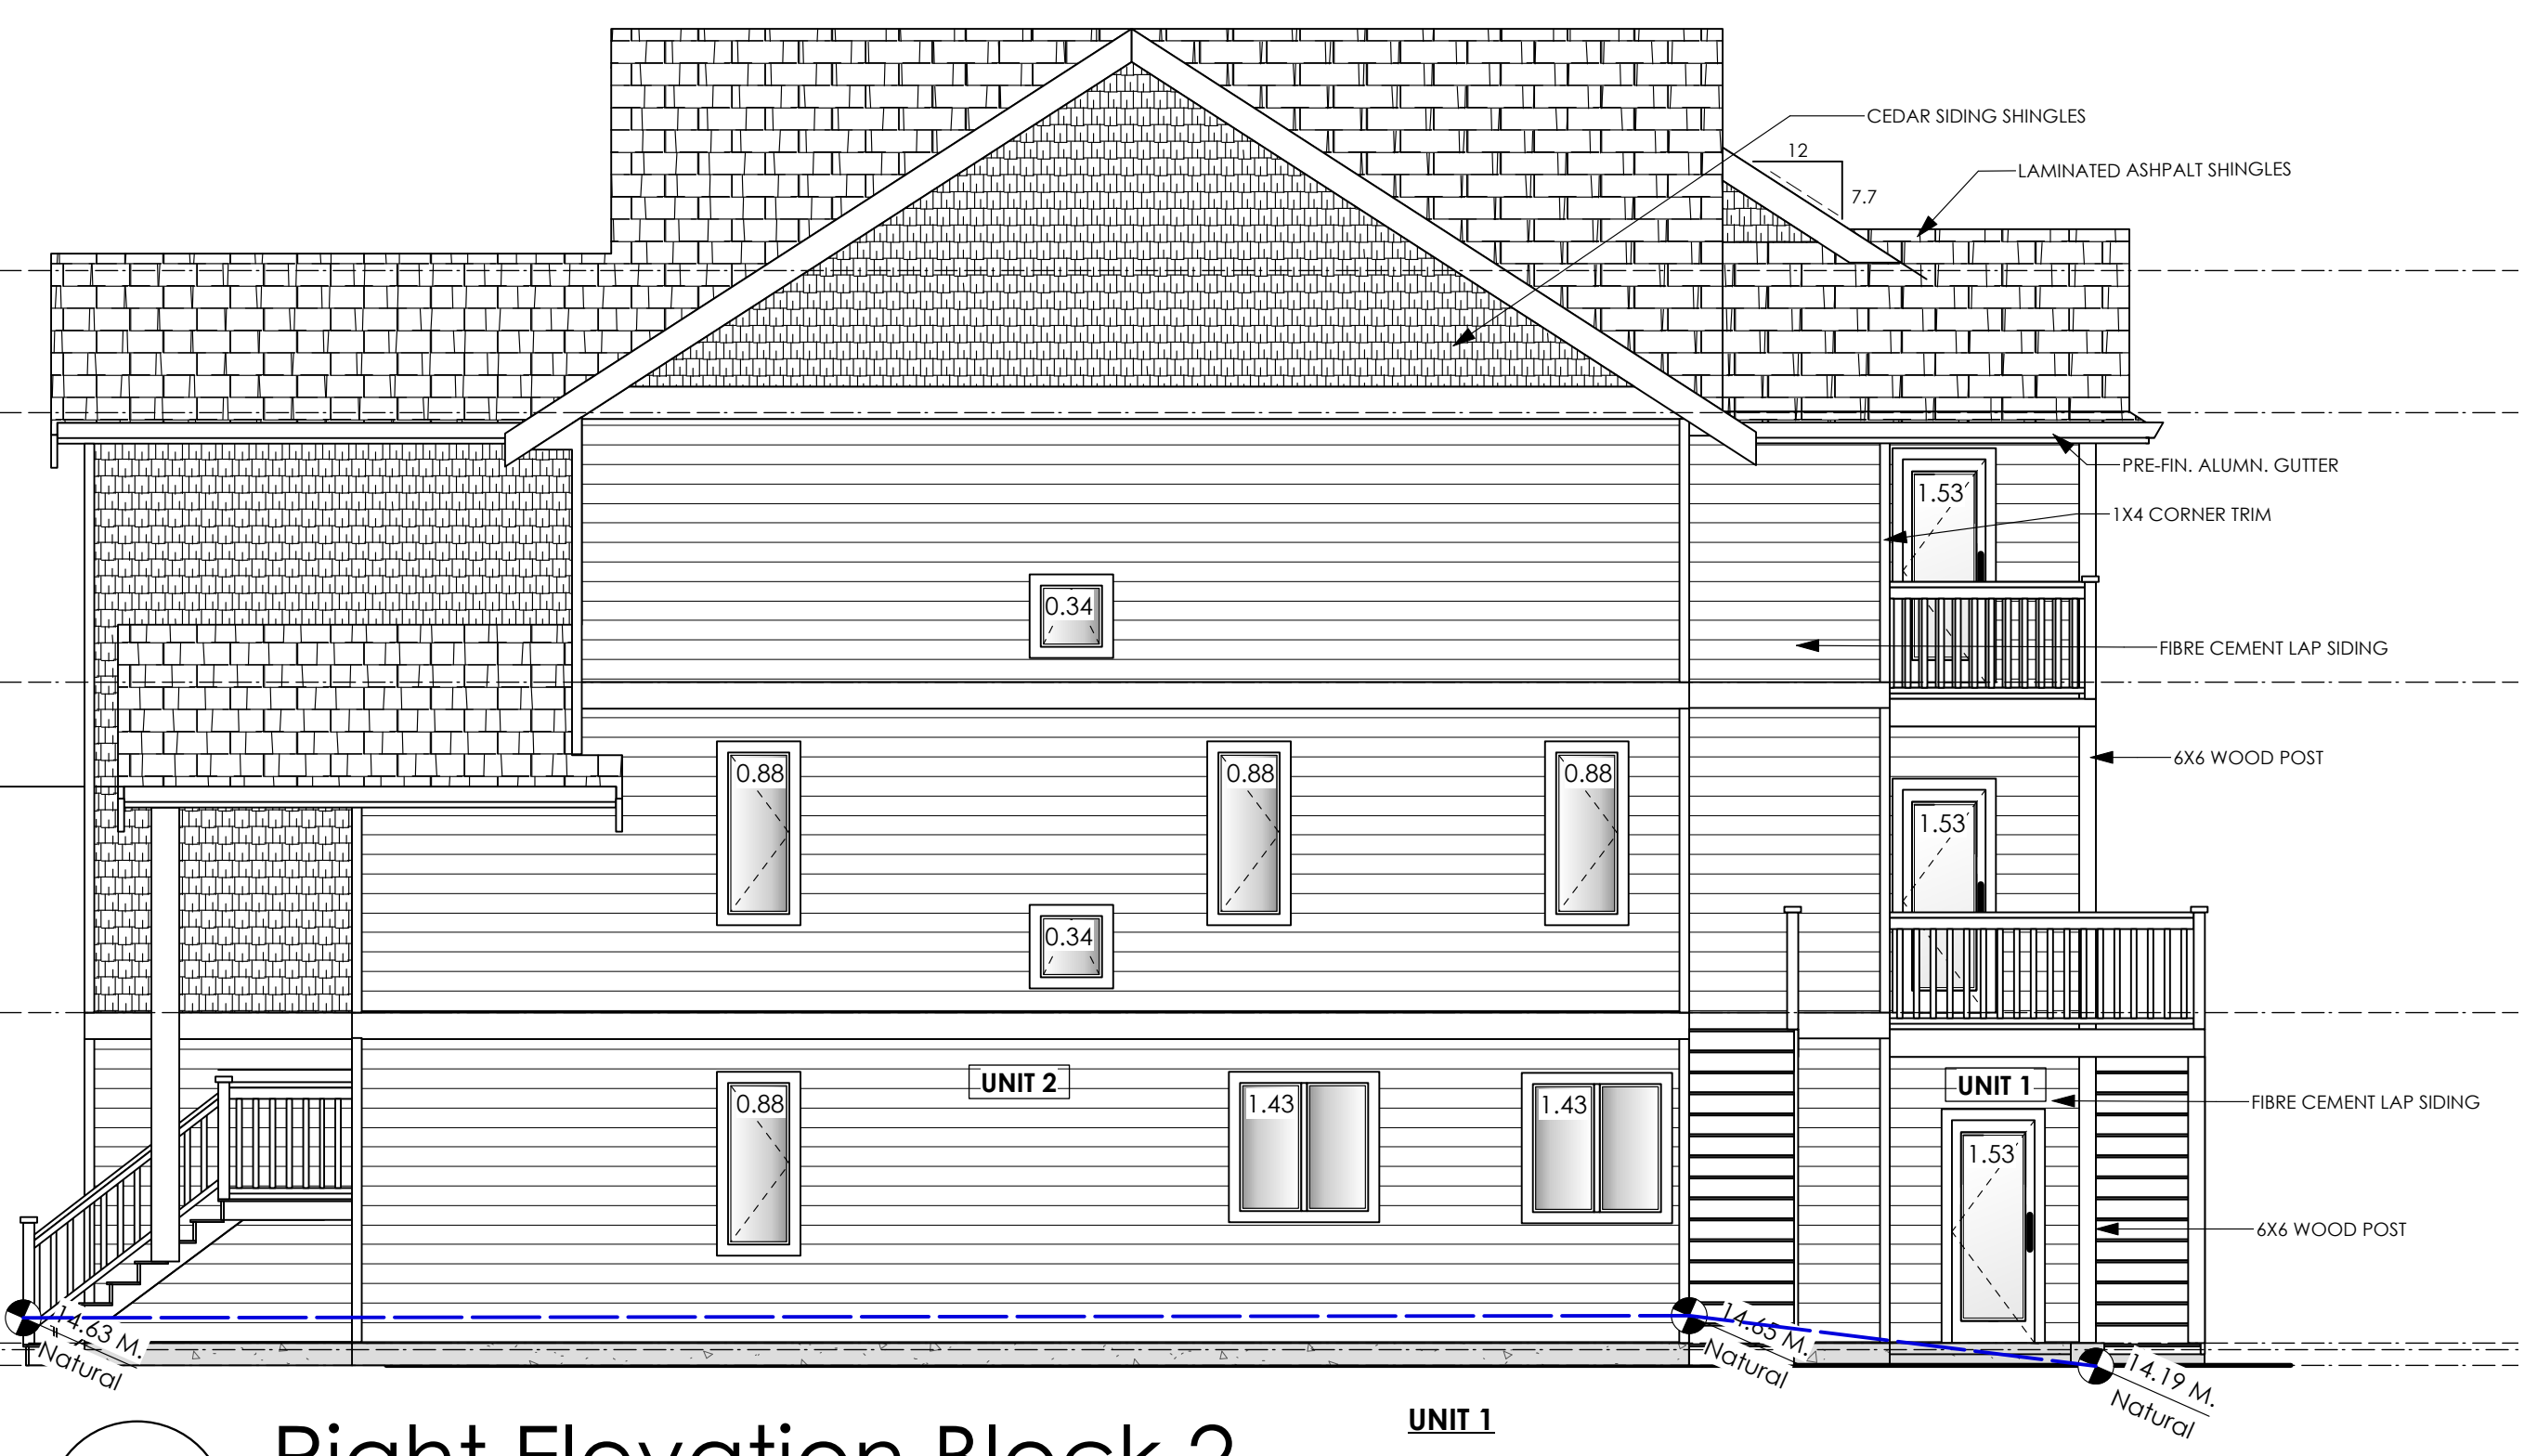 CEDAR SIDING SHINGLES
12
LAMINATED ASHPALT SHINGLES
7.7
PRE-FIN. ALUMN. GUTTER
1.53
1X4 CORNER TRIM
0.34
FIBRE CEMENT LAP SIDING
6X6 WOOD POST
0.88
0.88
0.88
1.53
0.34
UNIT 2
UNIT 1
0.88
1.43
1.43
FIBRE CEMENT LAP SIDING
1.53
6X6 WOOD POST
14.63 M.
Natural
14.65 M.
Natural
14.19 M.
Natural
UNIT 1
Right Elevation Block 2